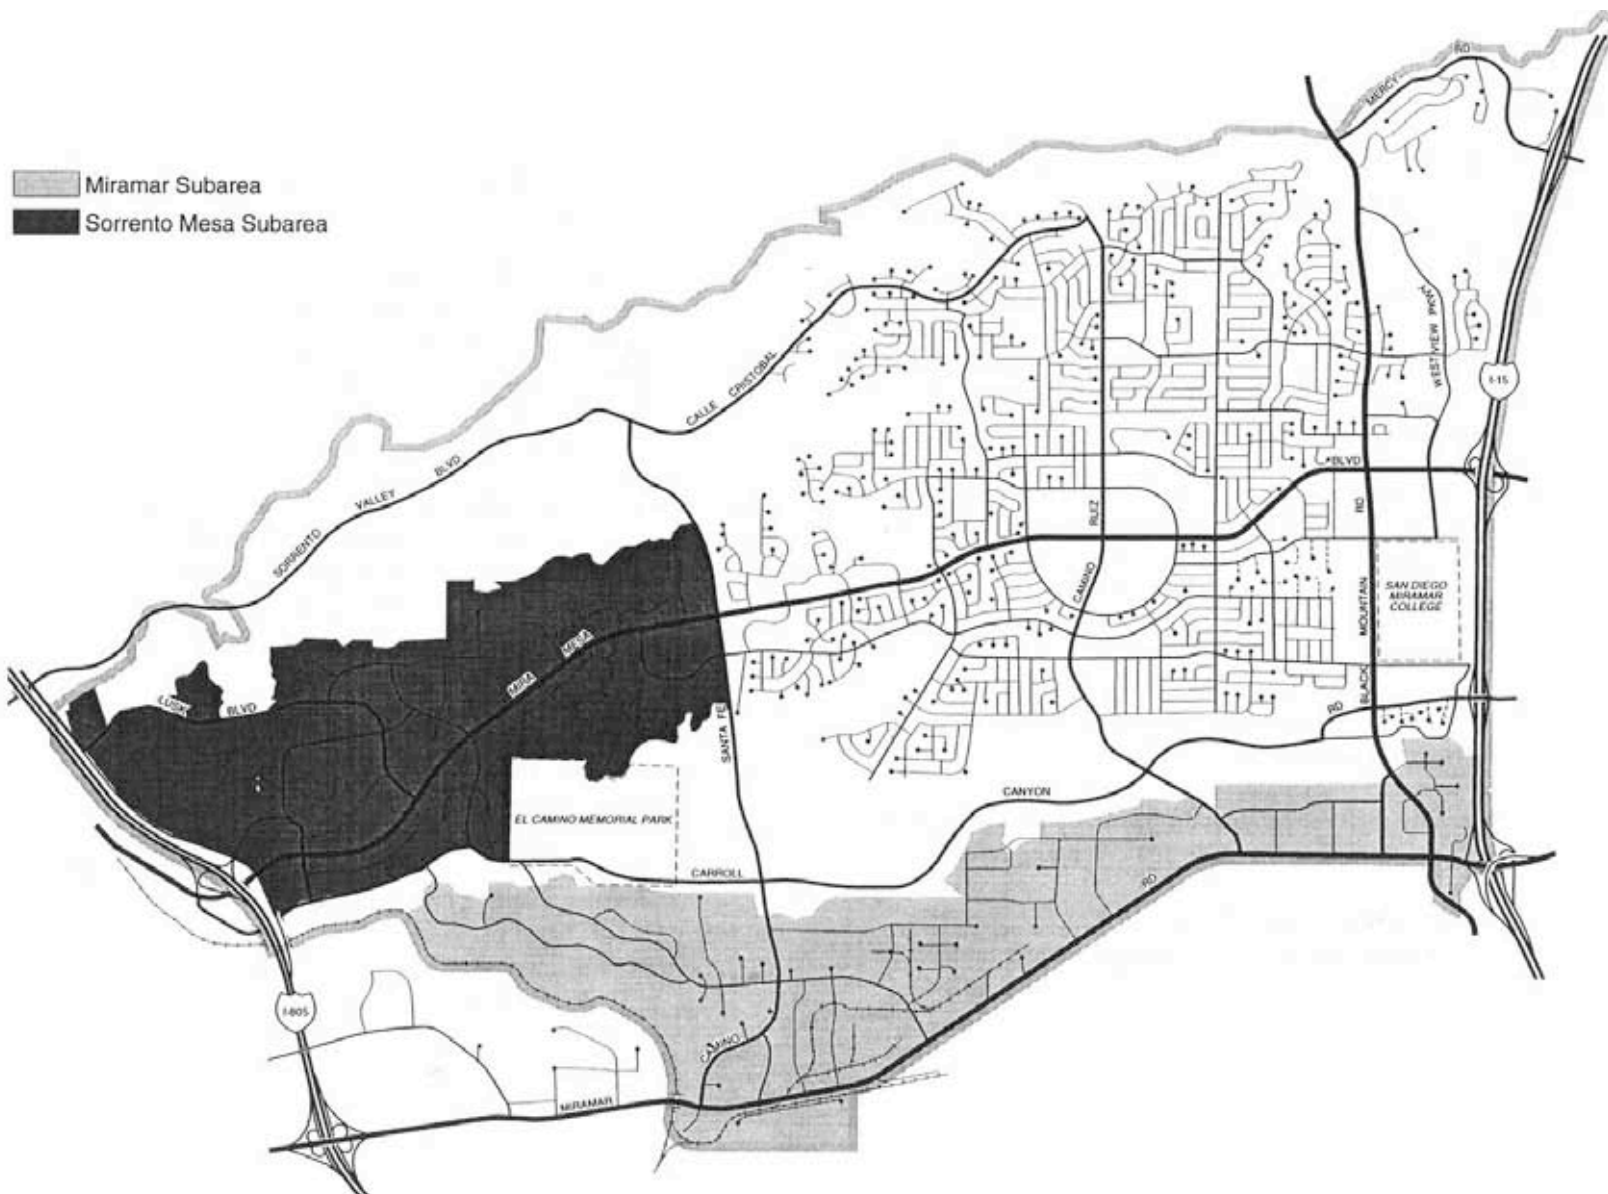 RD
MERCY
Miramar Subarea
Sorrento Mesa Subarea
WEST VIEW PKWY
I-15
CALLE CRISTOBAL
BLVD
VALLEY
SORRENTO
BLVD
RD
RUIZ
CAMINO
MOUNTAIN
BLACK
SAN DIEGO
MIRAMAR
COLLEGE
MESA
MIRA
LUSK
BLVD
SANTA FE
RD
CANYON
EL CAMINO MEMORIAL PARK
CARROLL
RD
I-805
CAMINO
MIRAMAR